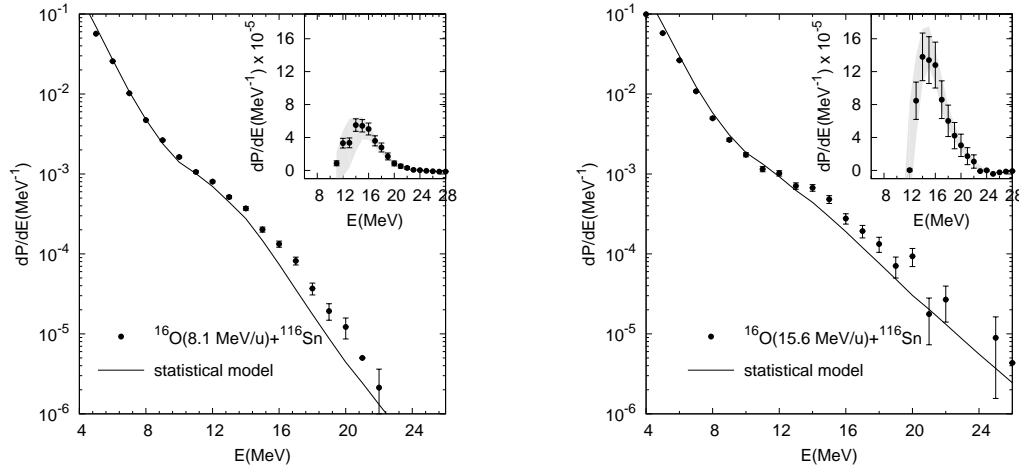 10⁻¹
10⁻²
10⁻³
10⁻⁴
10⁻⁵
10⁻⁶
dP/dE(MeV⁻¹)
4 8 12 16 20 24
E(MeV)
¹⁶O(8.1 MeV/u)+¹¹⁶Sn
statistical model
16
12
8
4
0
dP/dE(MeV⁻¹) x 10⁻⁵
8 12 16 20 24 28
E(MeV)
10⁻¹
10⁻²
10⁻³
10⁻⁴
10⁻⁵
10⁻⁶
dP/dE(MeV⁻¹)
4 8 12 16 20 24
E(MeV)
¹⁶O(15.6 MeV/u)+¹¹⁶Sn
statistical model
16
12
8
4
0
dP/dE(MeV⁻¹) x 10⁻⁵
8 12 16 20 24 28
E(MeV)